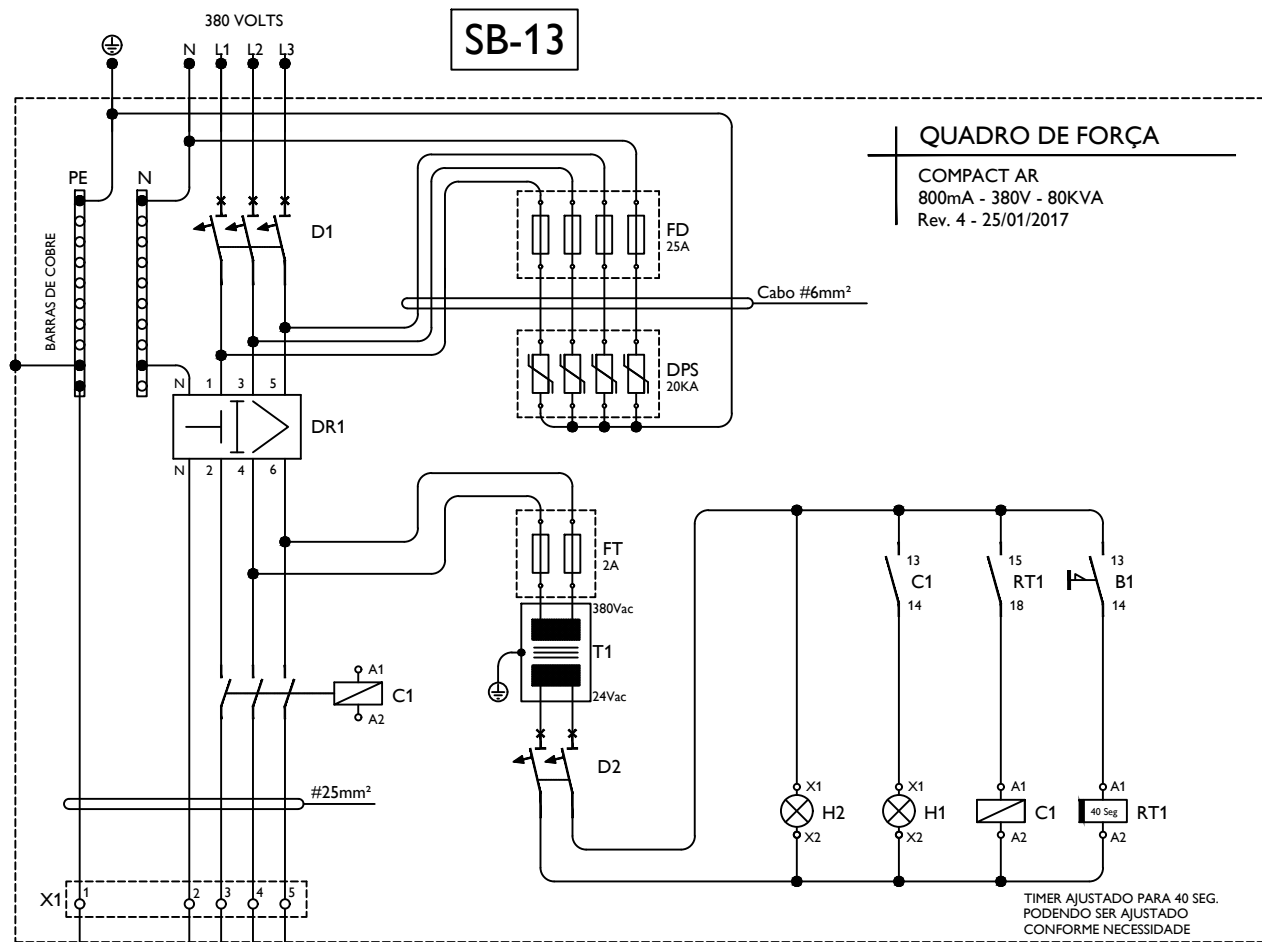 380 VOLTS
SB-13
N L1 L2 L3
QUADRO DE FORÇA
COMPACT AR
800mA - 380V - 80KVA
Rev. 4 - 25/01/2017
PE
N
BARRAS DE COBRE
D1
FD
25A
Cabo #6mm²
DPS
20KA
N 1 3 5
DR1
N 2 4 6
FT
2A
380Vac
T1
24Vac
D2
A1
C1
A2
#25mm²
13
C1
14
15
RT1
18
13
B1
14
X1
H2
X2
X1
H1
X2
A1
C1
A2
A1
40 Seg
RT1
A2
X1
1 2 3 4 5
TIMER AJUSTADO PARA 40 SEG.
PODENDO SER AJUSTADO
CONFORME NECESSIDADE